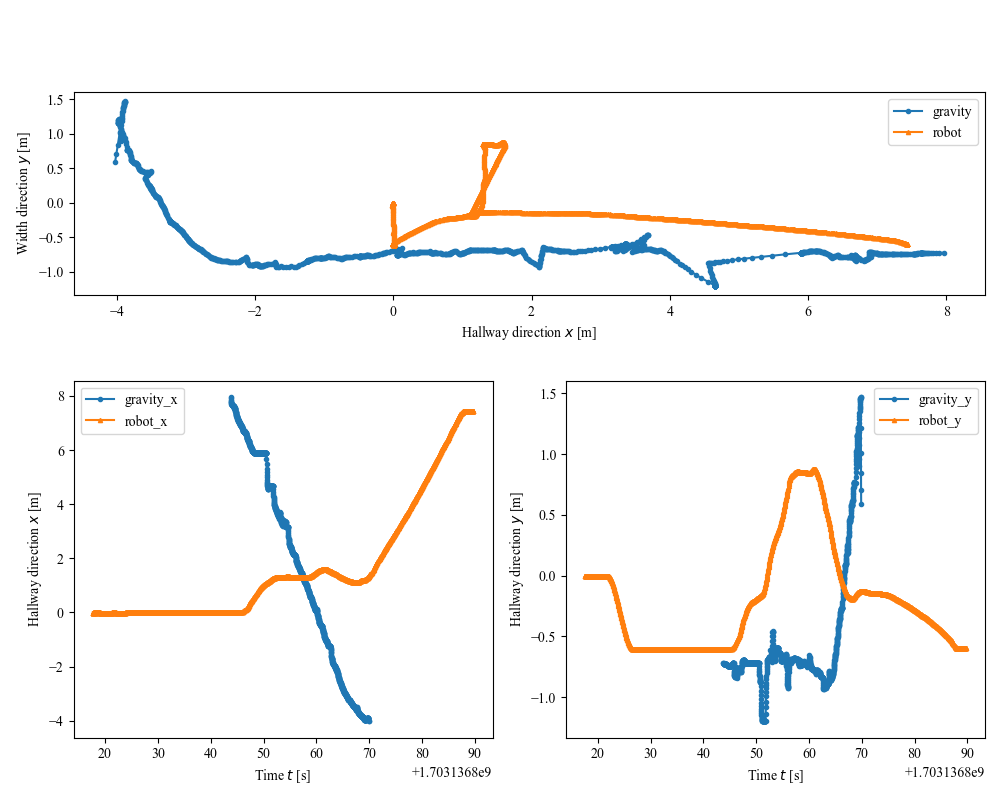 1.5
1.0
0.5
0.0
−0.5
−1.0
Width direction y [m]
gravity
robot
−4 −2 0 2 4 6 8
Hallway direction x [m]
8
6
4
2
0
−2
−4
Hallway direction x [m]
gravity_x
robot_x
20 30 40 50 60 70 80 90
+1.7031368e9
Time t [s]
1.5
1.0
0.5
0.0
−0.5
−1.0
Hallway direction y [m]
gravity_y
robot_y
20 30 40 50 60 70 80 90
+1.7031368e9
Time t [s]